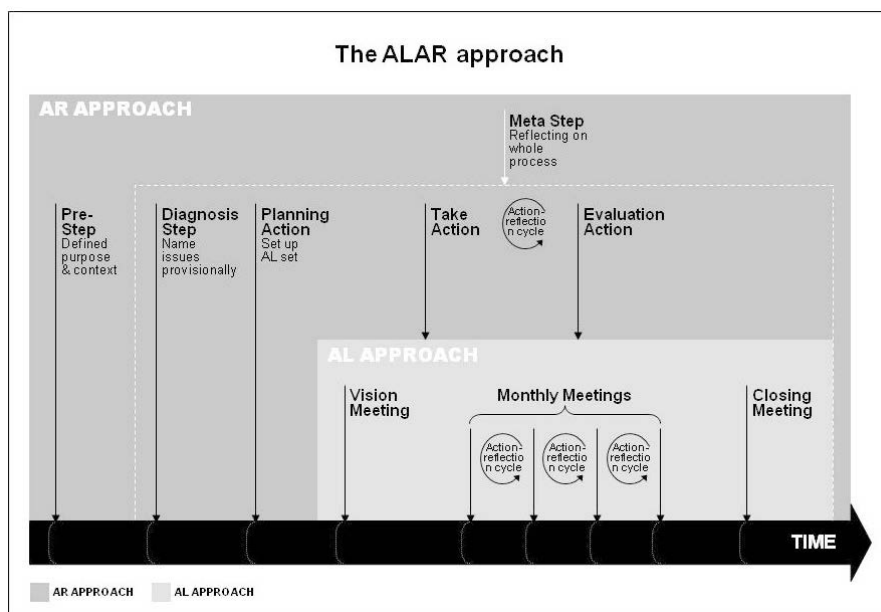 The ALAR approach
AR APPROACH
Meta Step
Reflecting on
whole
process
Pre-
Step
Defined
purpose
& context
Diagnosis
Step
Name
issues
provisionally
Planning
Action
Set up
AL set
Take
Action
Action-
reflectio
n cycle
Evaluation
Action
AL APPROACH
Vision
Meeting
Monthly Meetings
Closing
Meeting
Action-
reflectio
n cycle
Action-
reflectio
n cycle
Action-
reflectio
n cycle
TIME
AR APPROACH
AL APPROACH